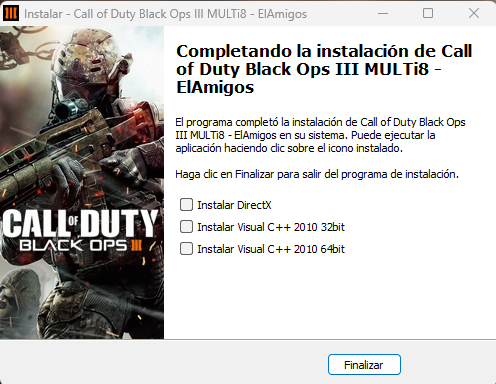 Instalar - Call of Duty Black Ops III MULTi8 - ElAmigos
Completando la instalación de Call
of Duty Black Ops III MULTi8 -
ElAmigos
El programa completó la instalación de Call of Duty Black Ops
III MULTi8 - ElAmigos en su sistema. Puede ejecutar la
aplicación haciendo clic sobre el icono instalado.
Haga clic en Finalizar para salir del programa de instalación.
Instalar DirectX
Instalar Visual C++ 2010 32bit
Instalar Visual C++ 2010 64bit
CALL OF DUTY
BLACK OPS III
Finalizar